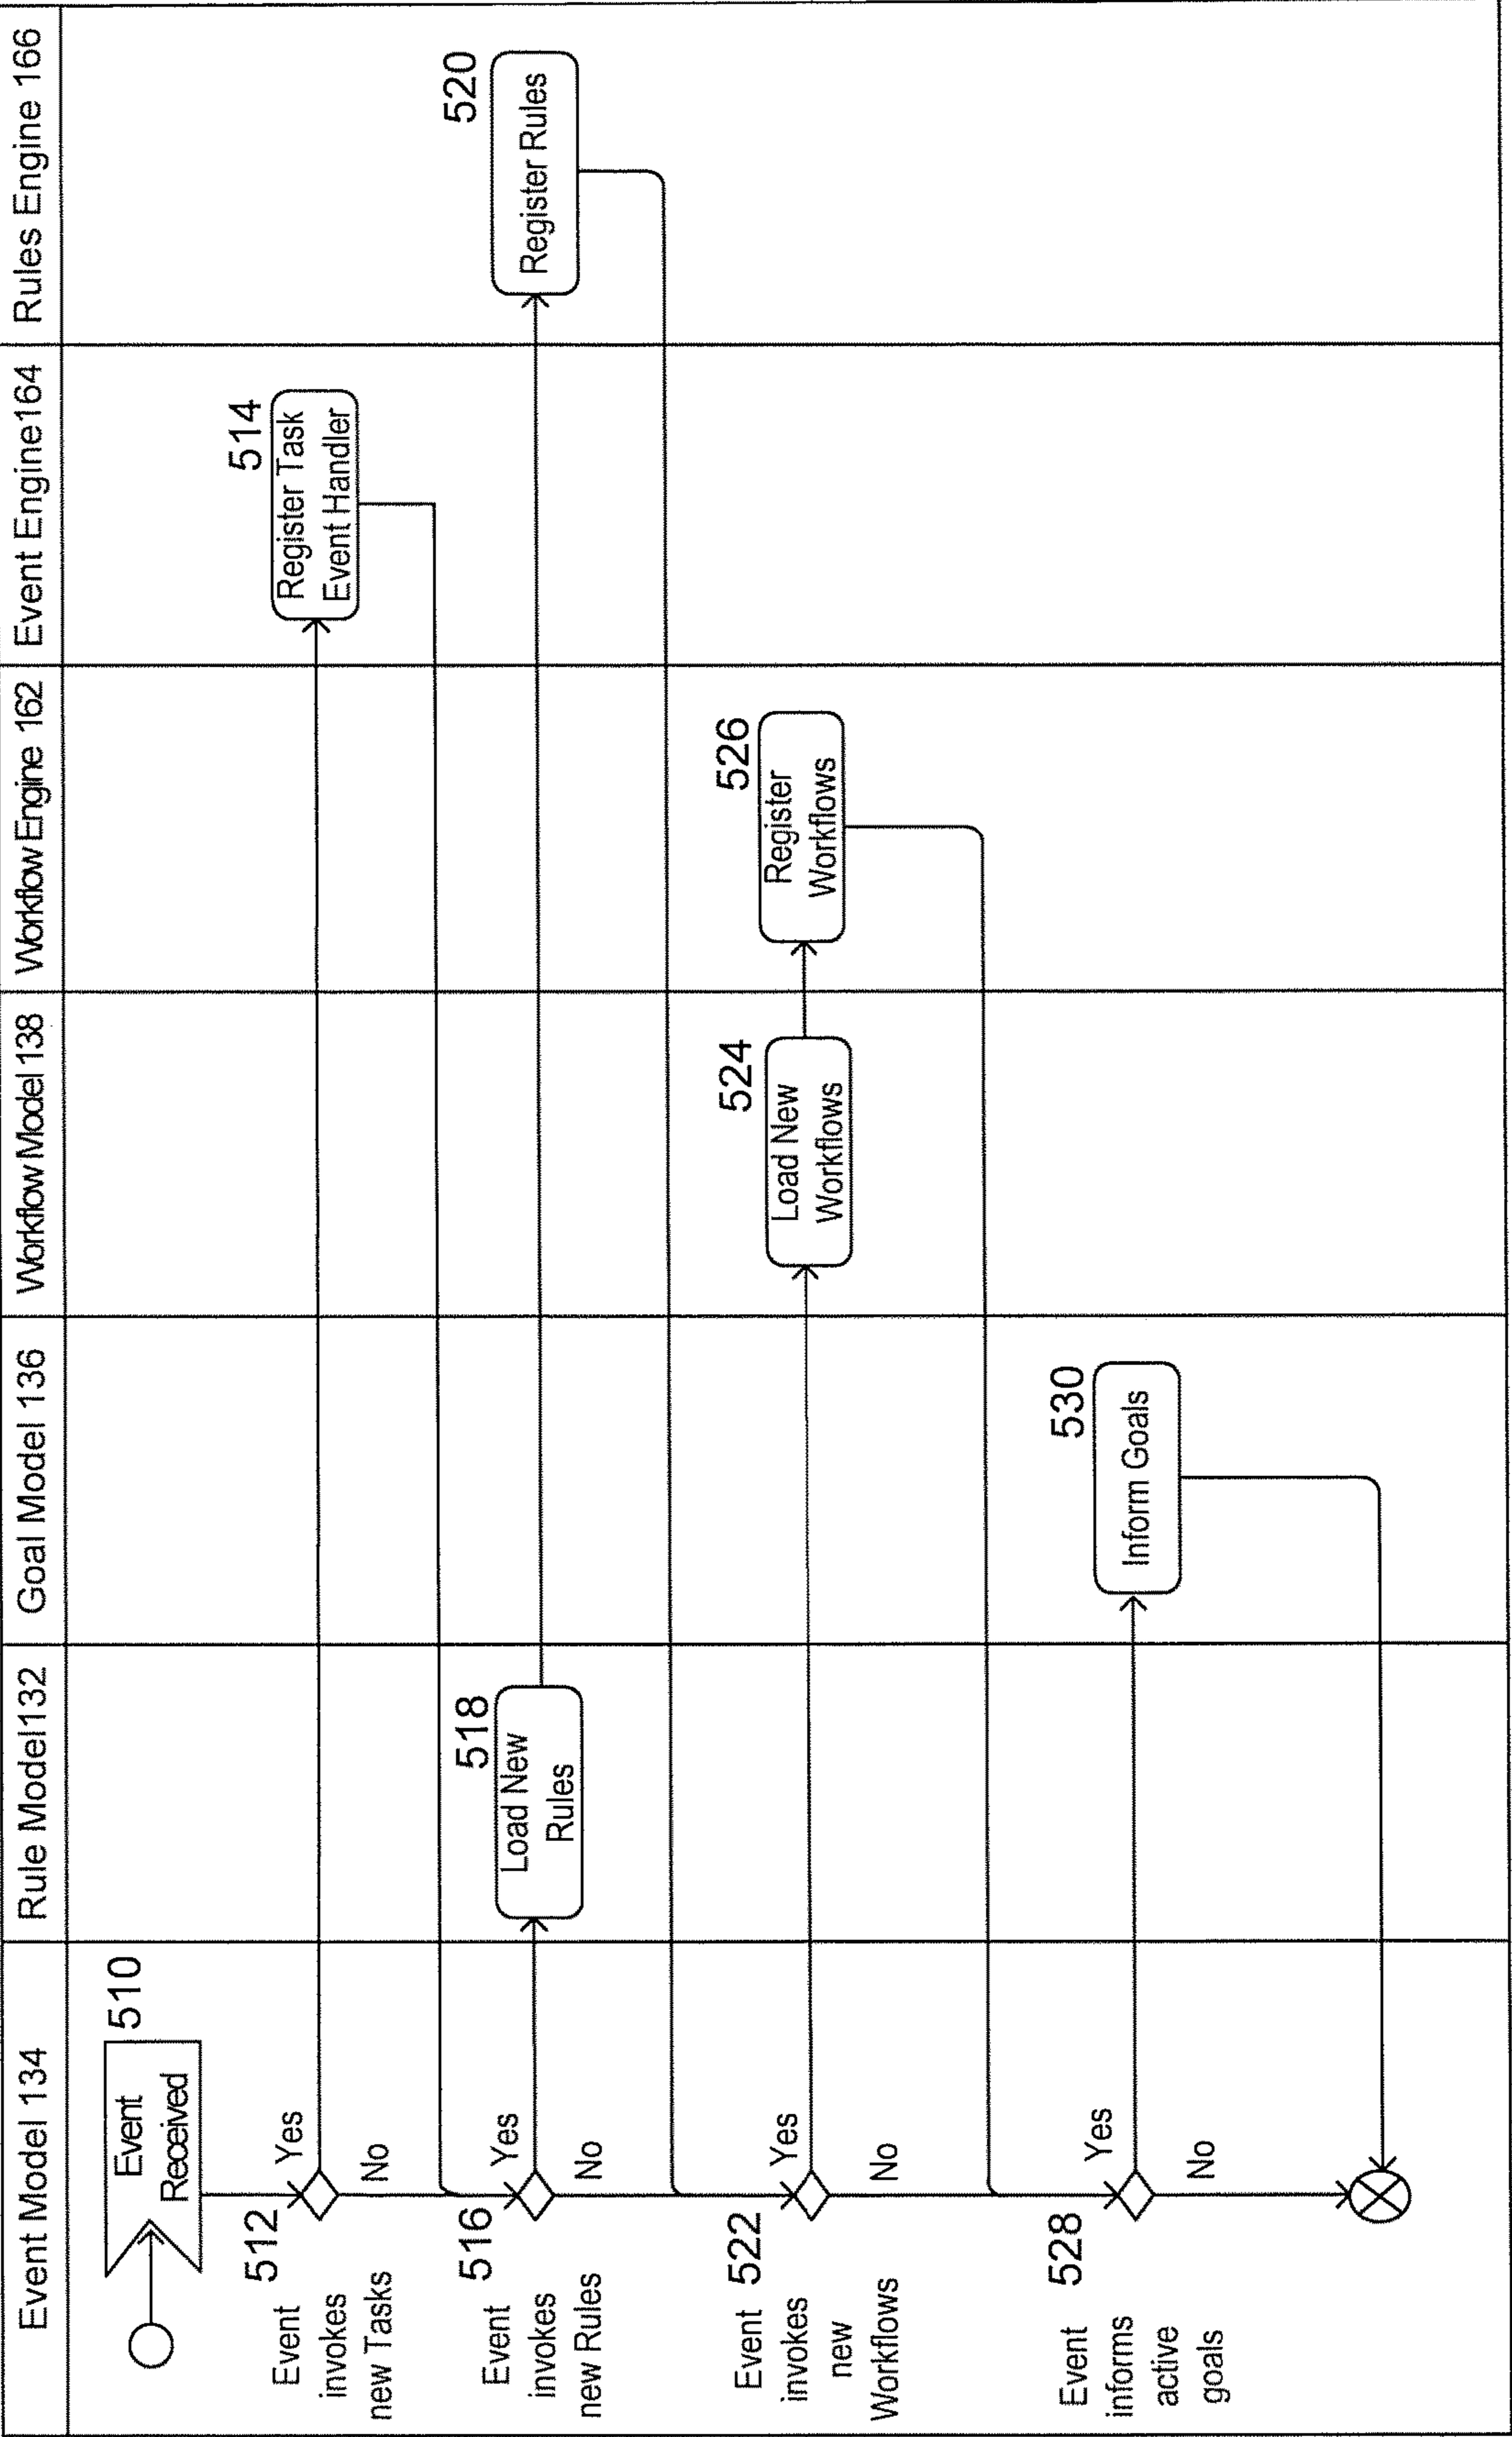 Event Model 134
Rule Model132
Goal Model 136
Workflow Model 138
Workflow Engine 162
Event Engine164
Rules Engine 166
510
Event
Received
512
Event
invokes
new Tasks
Yes
No
514
Register Task
Event Handler
516
Event
invokes
new Rules
Yes
No
518
Load New
Rules
520
Register Rules
522
Event
invokes
new
Workflows
Yes
No
524
Load New
Workflows
526
Register
Workflows
528
Event
informs
active
goals
Yes
No
530
Inform Goals